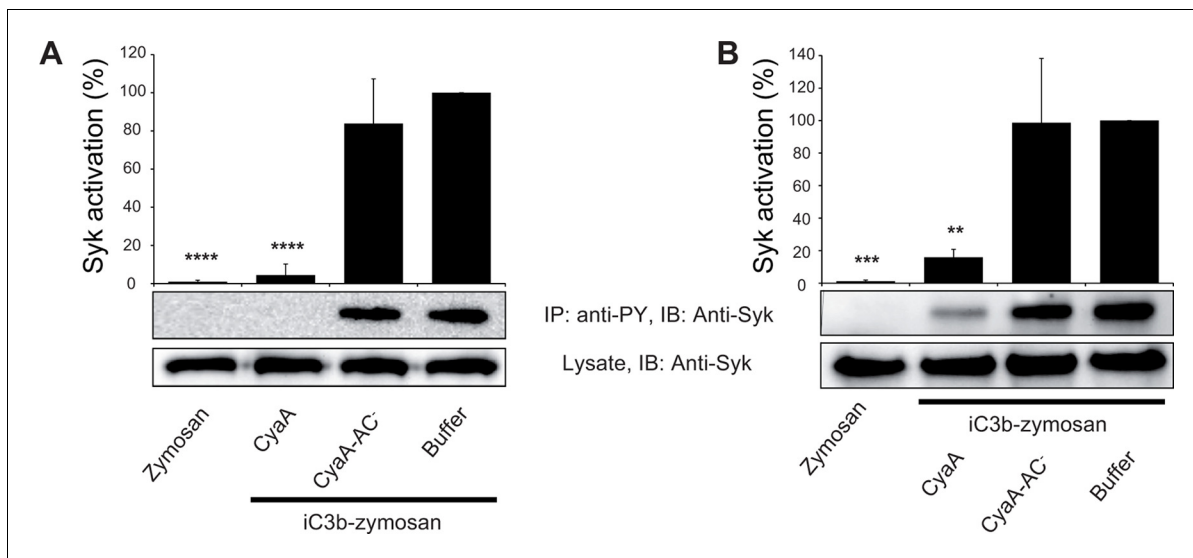 A
Syk activation (%)
120
100
80
60
40
20
0
****
****
Zymosan
CyaA
CyaA-AC-
Buffer
iC3b-zymosan
IP: anti-PY, IB: Anti-Syk
Lysate, IB: Anti-Syk
B
Syk activation (%)
140
120
100
80
60
40
20
0
***
**
Zymosan
iC3b-zymosan
CyaA
CyaA-AC-
Buffer